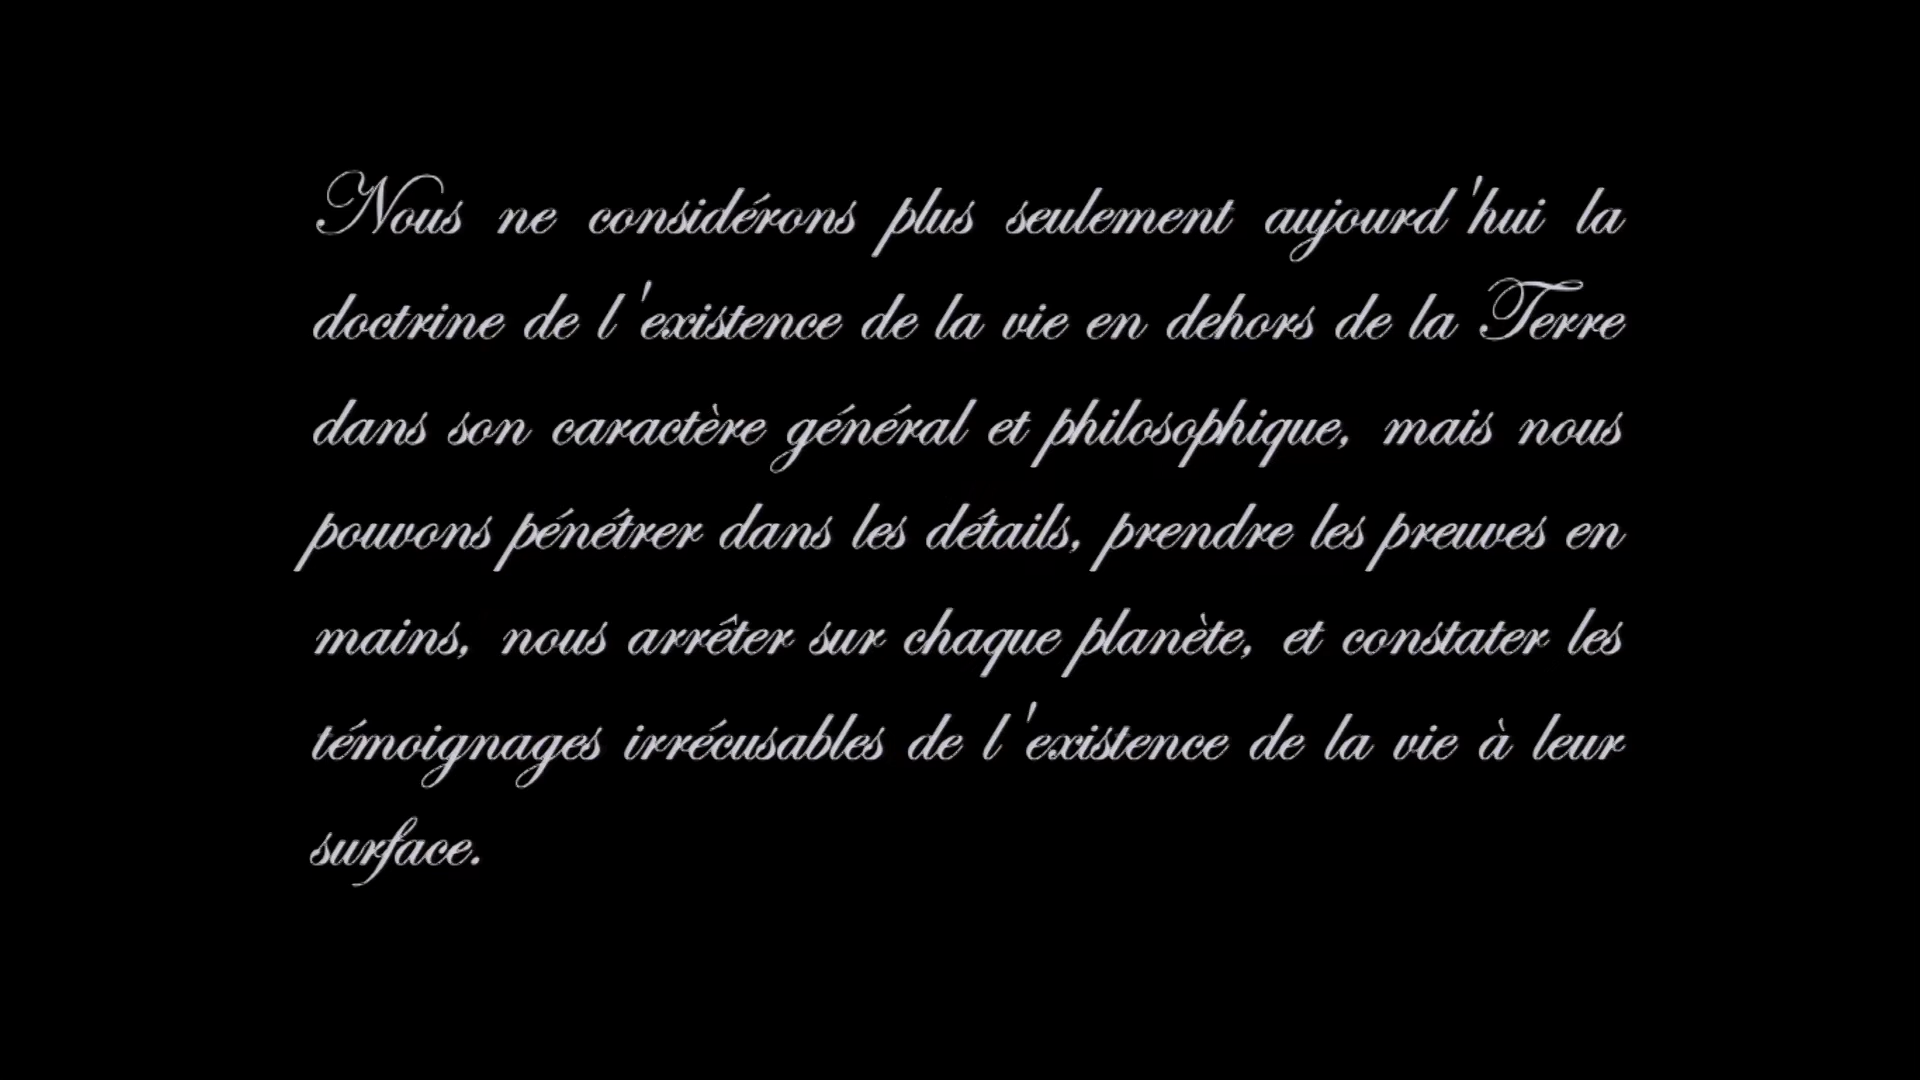 Nous ne considérons plus seulement aujourd'hui la
doctrine de l'existence de la vie en dehors de la Terre
dans son caractère général et philosophique, mais nous
pouvons pénétrer dans les détails, prendre les preuves en
mains, nous arrêter sur chaque planète, et constater les
témoignages irrécusables de l'existence de la vie à leur
surface.